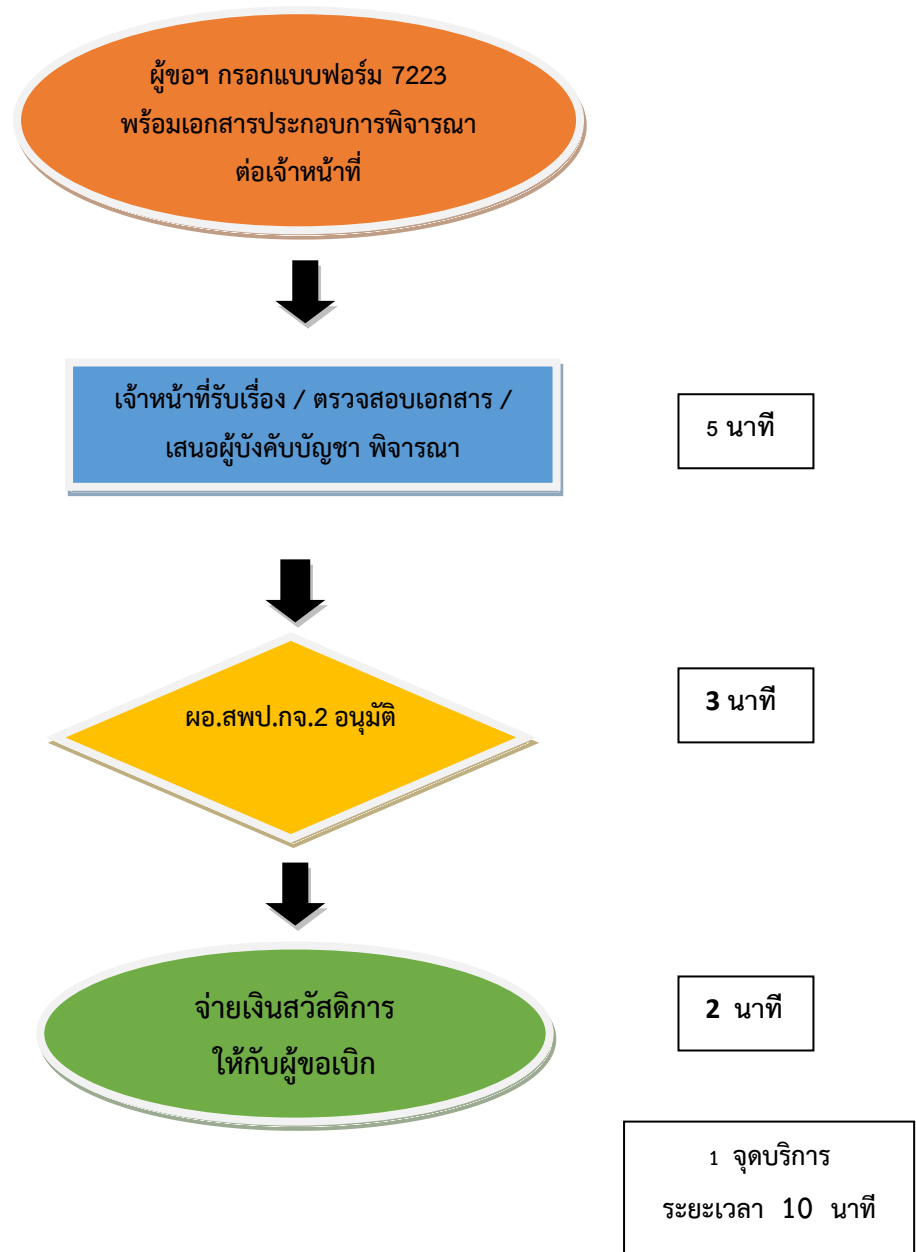 ผู้ขอฯ กรอกแบบฟอร์ม 7223
พร้อมเอกสารประกอบการพิจารณา
ต่อเจ้าหน้าที่
เจ้าหน้าที่รับเรื่อง / ตรวจสอบเอกสาร /
เสนอผู้บังคับบัญชา พิจารณา
5 นาที
ผอ.สพป.กจ.2 อนุมัติ
3 นาที
จ่ายเงินสวัสดิการ
ให้กับผู้ขอเบิก
2 นาที
1 จุดบริการ
ระยะเวลา 10 นาที